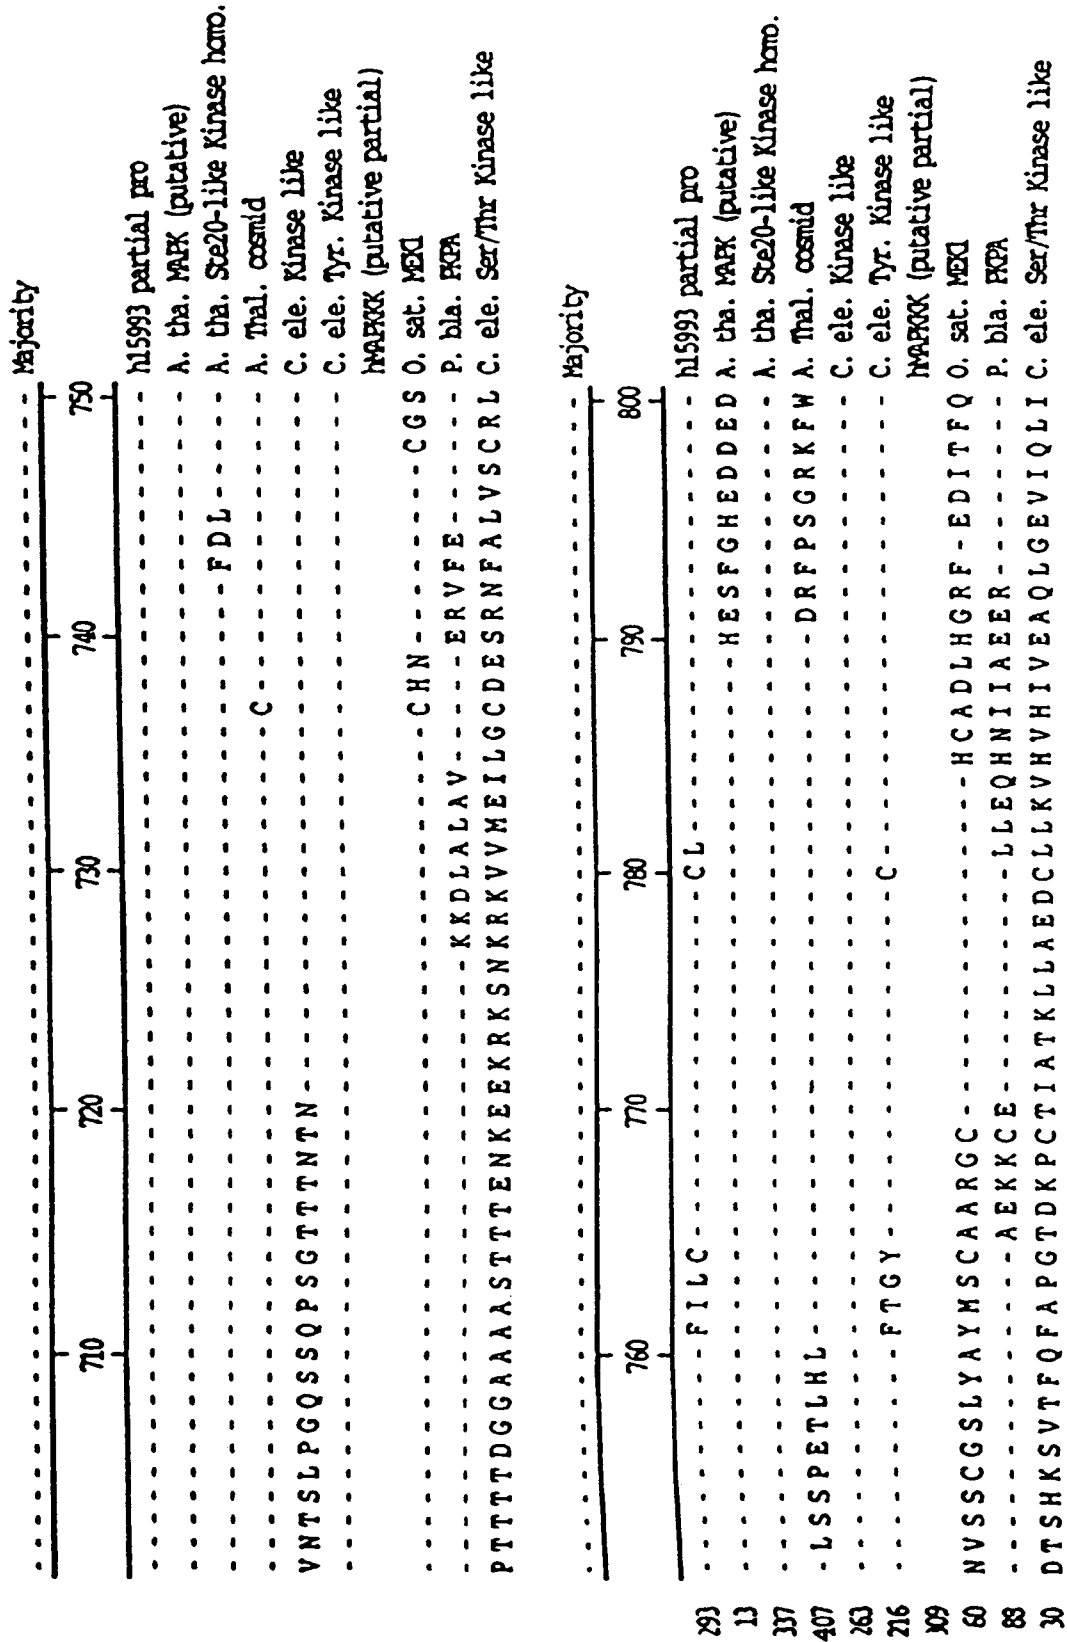 - - - - - - - - - - - - - - - - - - - - - - - - - - - - - - - - - - - - - - - - - - - - - - - - - - Majority
710 720 730 740 750
- - - - - - - - - - - - - - - - - - - - - - - - - - - - - - - - - - - - - - - - - - - - - - - - - - h15993 partial pro
- - - - - - - - - - - - - - - - - - - - - - - - - - - - - - - - - - - - - - - - - - - - - - - - - - A. tha. MAPK (putative)
- - - - - - - - - - - - - - - - - - - - - - - - - - - - - - - - - - - - - - - - - - F D L - - - - - A. tha. Ste20-like Kinase homo.
- - - - - - - - - - - - - - - - - - - - - - - - - - - - - - - - - - - - C - - - - - - - - - - - - - A. Thal. cosmid
V N T S L P G Q S S Q P S G T T T N T N - - - - - - - - - - - - - - - - - - - - - - - - - - - - - - C. ele. Kinase like
- - - - - - - - - - - - - - - - - - - - - - - - - - - - - - - - - - - - - - - - - - - - - - - - - - C. ele. Tyr. Kinase like
hMAPKKK (putative partial)
- - - - - - - - - - - - - - - - - - - - - - - - - - - - - - - - - - - - C H N - - - - - - - - C G S O. sat. MEK1
- - - - - - - - - - - - - - - - - - - - - - - - - - K K D L A L A V - - - - - E R V F E - - - - - - P. bla. PKPA
P T T T T D G G A A A A S T T T E N K E E K R K S N K R K V V M E I L G C D E S R N F A L V S C R L C. ele. Ser/Thr Kinase like
- - - - - - - - - - - - - - - - - - - - - - - - - - - - - - - - - - - - - - - - - - - - - - - - - - Majority
760 770 780 790 800
293 - - - - - - - - - - F I L C - - - - - - - - - - - - - - - C L - - - - - - - - - - - - - - - - - - - h15993 partial pro
13 - - - - - - - - - - - - - - - - - - - - - - - - - - - - - - - - - - - - - - - H E S F G H E D D E D A. tha. MAPK (putative)
337 - - - - - - - - - - - - - - - - - - - - - - - - - - - - - - - - - - - - - - - - - - - - - - - - - - A. tha. Ste20-like Kinase homo.
407 - L S S P E T L H L - - - - - - - - - - - - - - - - - - - - - - - - - - - - - - D R F P S G R K F W A. Thal. cosmid
263 - - - - - - - - - - - - - - - - - - - - - - - - - - - - - - - - - - - - - - - - - - - - - - - - - - C. ele. Kinase like
216 - - - - - - - - - - F T G Y - - - - - - - - - - - - - - - C - - - - - - - - - - - - - - - - - - - - C. ele. Tyr. Kinase like
309 hMAPKKK (putative partial)
60 N V S S C G S L Y A Y M S C A A R G C - - - - - - - - - - - - - - - H C A D L H G R F - E D I T F Q O. sat. MEK1
88 - - - - - - - - - - - - - - A E K K C E - - - - - - - - - - L L E Q H N I I A E E R - - - - - - - - P. bla. PKPA
30 D T S H K S V T F Q F A P G T D K P C T I A T K L L A E D C L L K V H V H I V E A Q L G E V I Q L I C. ele. Ser/Thr Kinase like